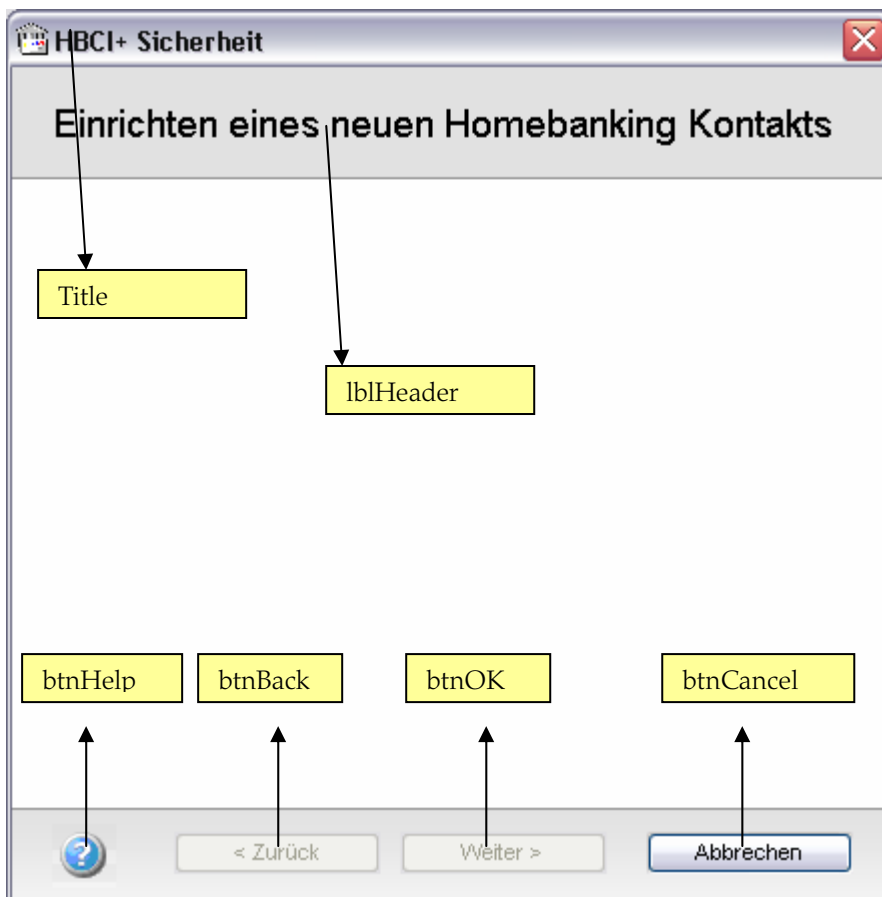 HBCI+ Sicherheit
Einrichten eines neuen Homebanking Kontakts
Title
lblHeader
btnHelp btnBack btnOK btnCancel
? < Zurück Weiter > Abbrechen